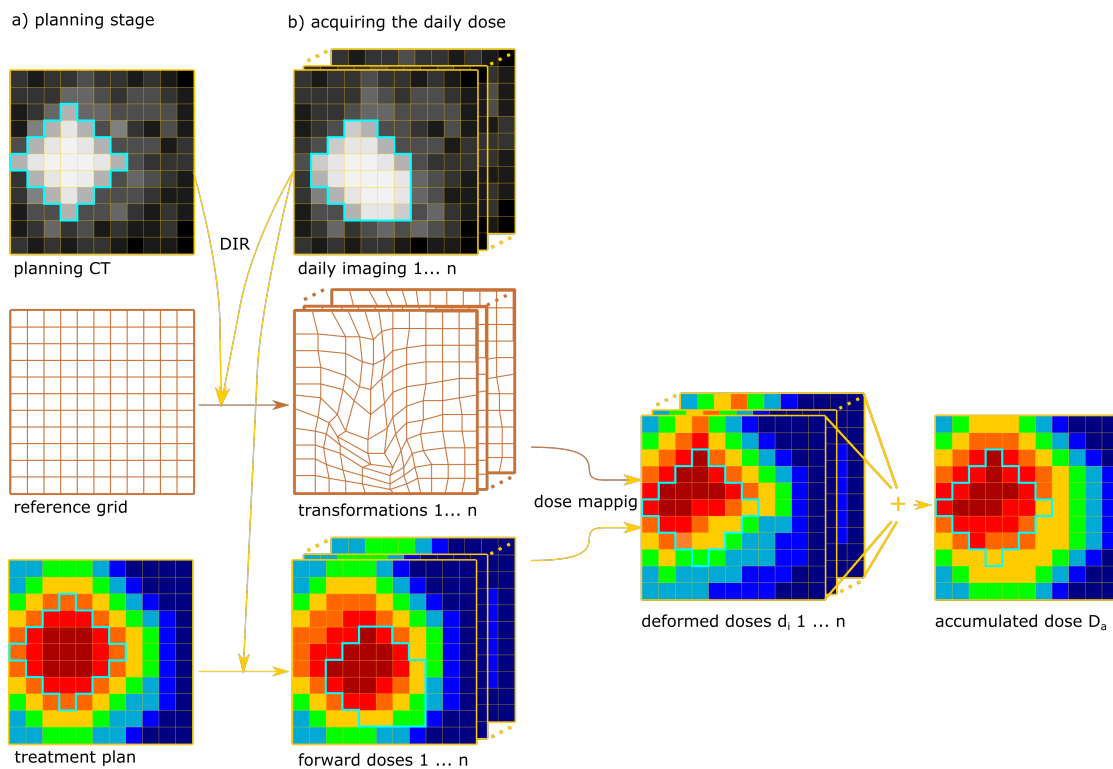 a) planning stage
b) acquiring the daily dose
DIR
planning CT
daily imaging 1... n
reference grid
transformations 1... n
dose mappig
+
treatment plan
forward doses 1 ... n
deformed doses dᵢ 1 ... n
accumulated dose Dₐ